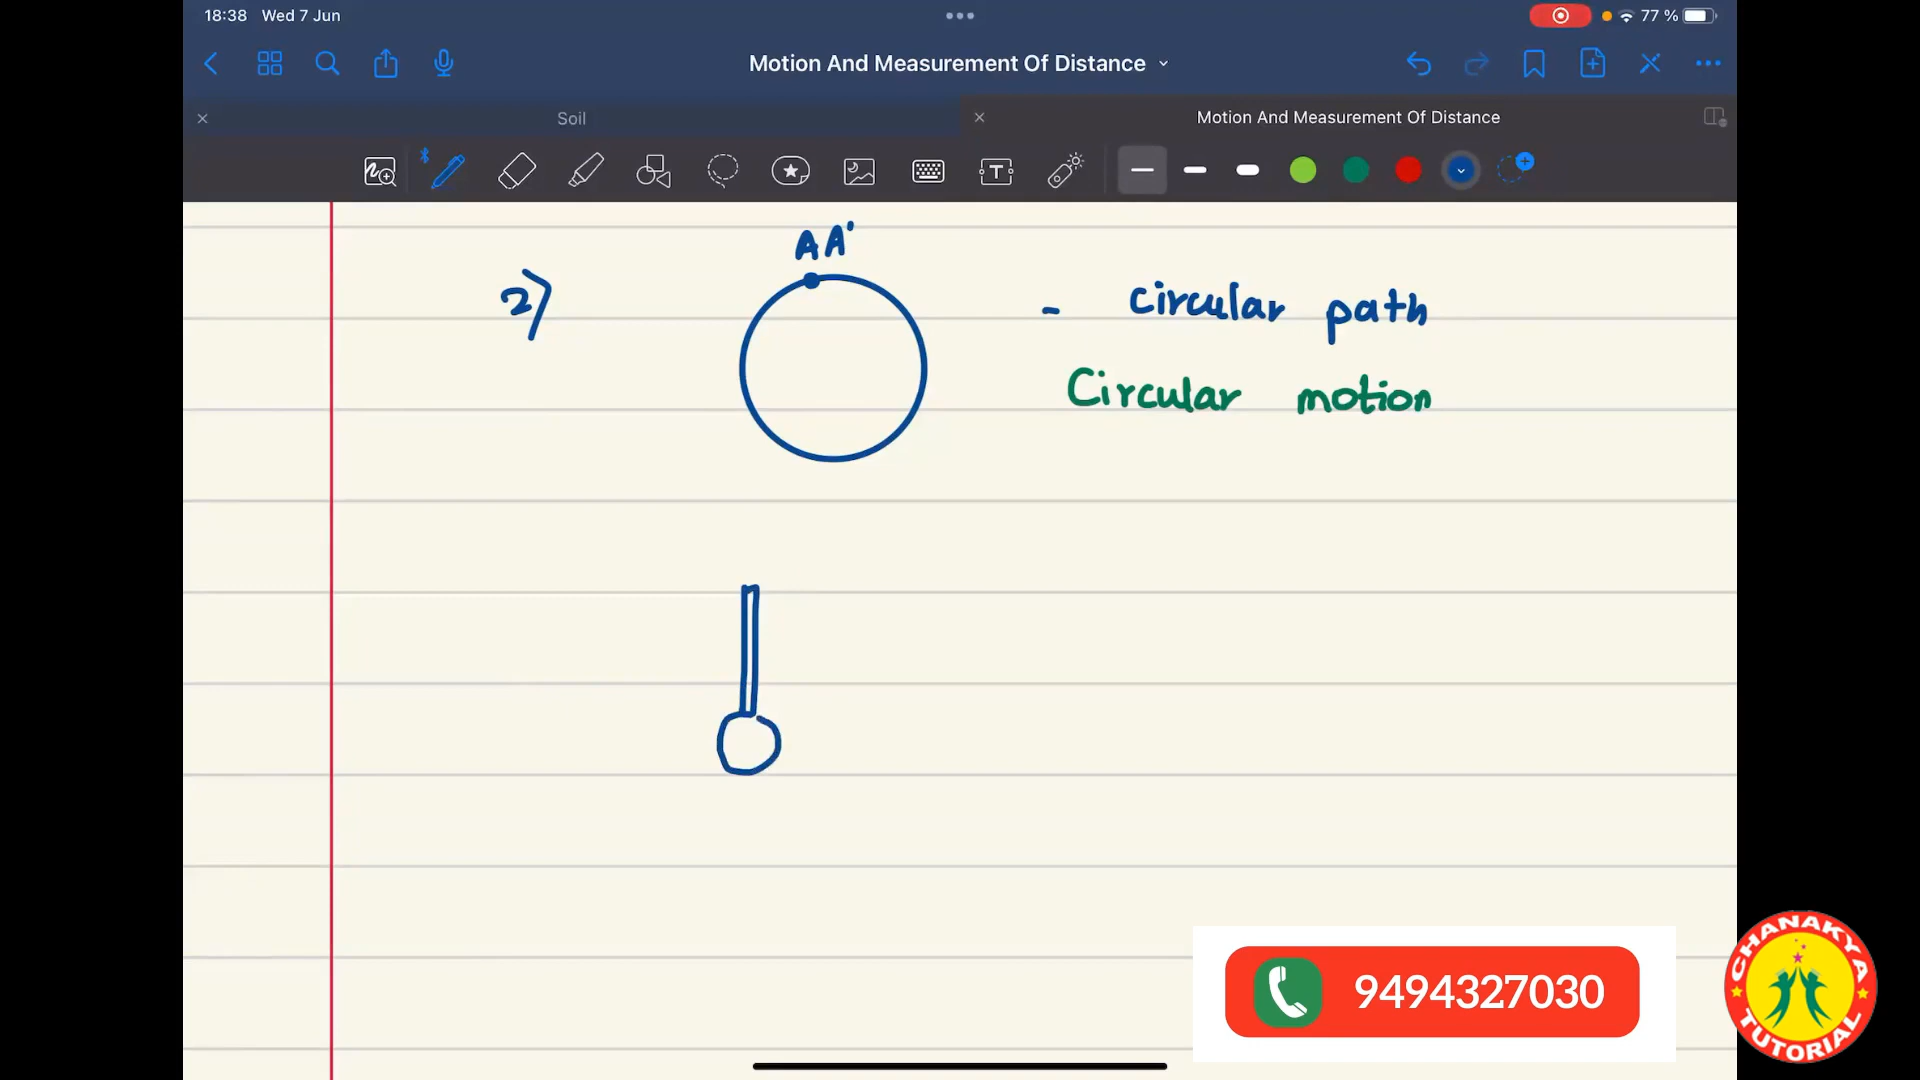 18:38 Wed 7 Jun
77 %
Motion And Measurement Of Distance
Soil
Motion And Measurement Of Distance
T
A A'
2) - circular path
Circular motion
9494327030
CHANAKYA
TUTORIAL